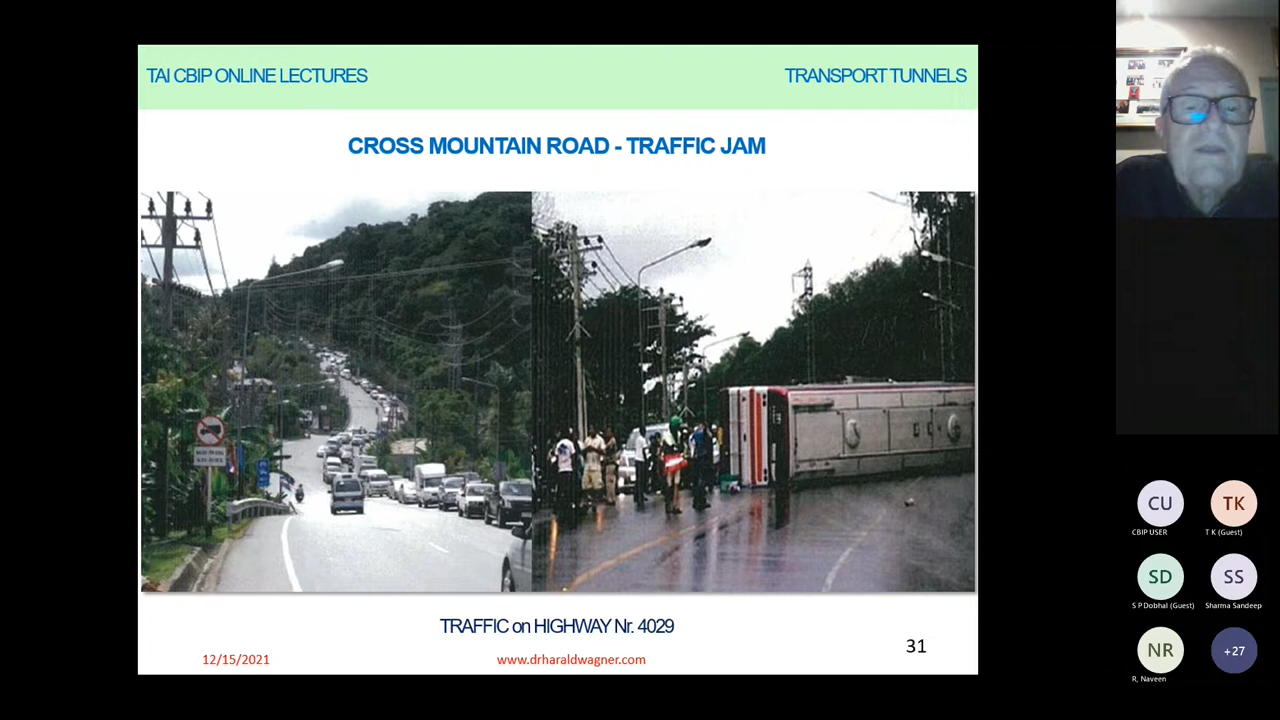 TAI CBIP ONLINE LECTURES
TRANSPORT TUNNELS
CROSS MOUNTAIN ROAD - TRAFFIC JAM
TRAFFIC on HIGHWAY Nr. 4029
12/15/2021
www.drharaldwagner.com
31
CU
CBIP USER
TK
T K (Guest)
SD
S P Dobhal (Guest)
SS
Sharma Sandeep
NR
R, Naveen
+27